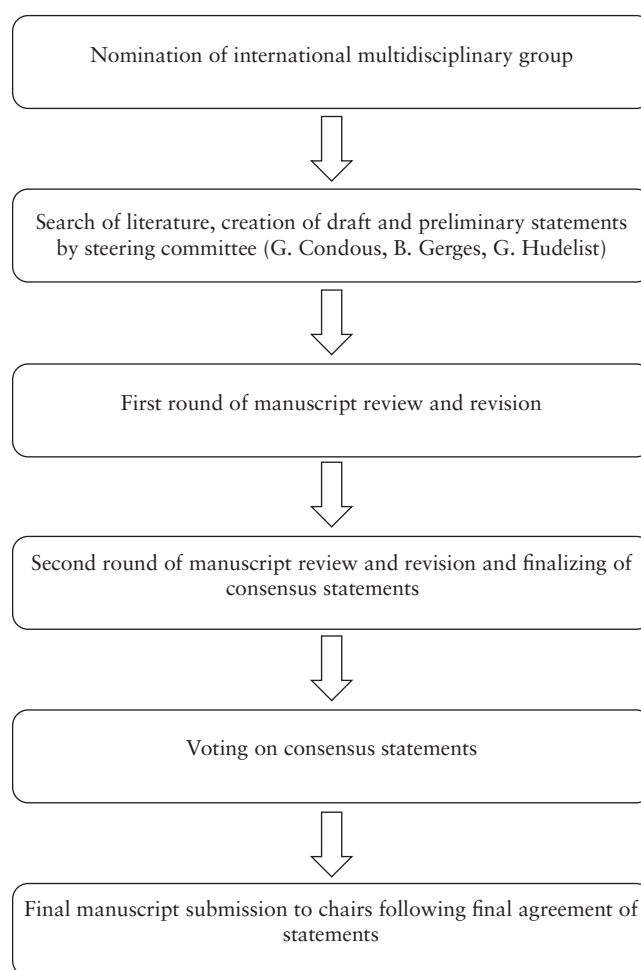 Nomination of international multidisciplinary group
Search of literature, creation of draft and preliminary statements
by steering committee (G. Condous, B. Gerges, G. Hudelist)
First round of manuscript review and revision
Second round of manuscript review and revision and finalizing of
consensus statements
Voting on consensus statements
Final manuscript submission to chairs following final agreement of
statements